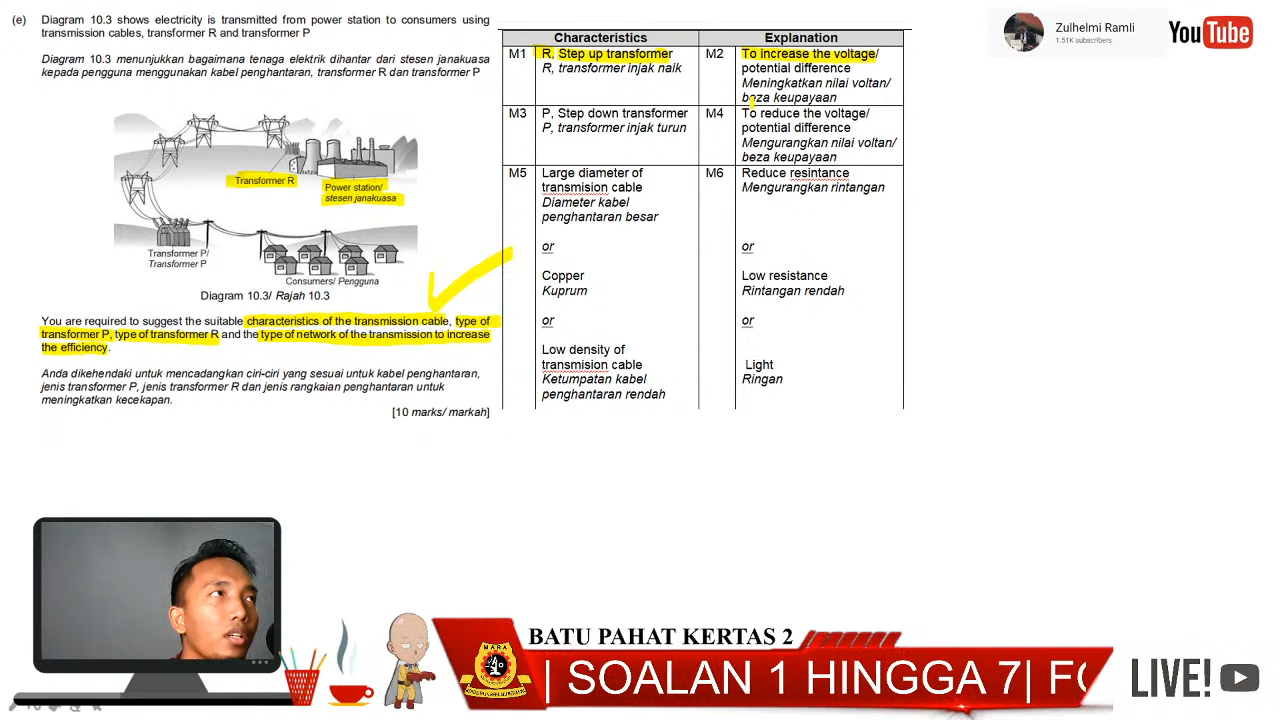 (e) Diagram 10.3 shows electricity is transmitted from power station to consumers using
transmission cables, transformer R and transformer P
Diagram 10.3 menunjukkan bagaimana tenaga elektrik dihantar dari stesen janakuasa
kepada pengguna menggunakan kabel penghantaran, transformer R dan transformer P
Transformer R
Power station/
stesen janakuasa
Transformer P/
Transformer P
Consumers/ Pengguna
Diagram 10.3/ Rajah 10.3
You are required to suggest the suitable characteristics of the transmission cable, type of
transformer P, type of transformer R and the type of network of the transmission to increase
the efficiency.
Anda dikehendaki untuk mencadangkan ciri-ciri yang sesuai untuk kabel penghantaran,
jenis transformer P, jenis transformer R dan jenis rangkaian penghantaran untuk
meningkatkan kecekapan.
[10 marks/ markah]
Characteristics Explanation
M1 R, Step up transformer
R, transformer injak naik
M2 To increase the voltage/
potential difference
Meningkatkan nilai voltan/
beza keupayaan
M3 P, Step down transformer
P, transformer injak turun
M4 To reduce the voltage/
potential difference
Mengurangkan nilai voltan/
beza keupayaan
M5 Large diameter of
transmision cable
Diameter kabel
penghantaran besar
or
Copper
Kuprum
or
Low density of
transmision cable
Ketumpatan kabel
penghantaran rendah
M6 Reduce resintance
Mengurangkan rintangan
or
Low resistance
Rintangan rendah
or
Light
Ringan
Zulhelmi Ramli
1.51K subscribers
YouTube
BATU PAHAT KERTAS 2
MARA
| SOALAN 1 HINGGA 7| FO
LIVE!